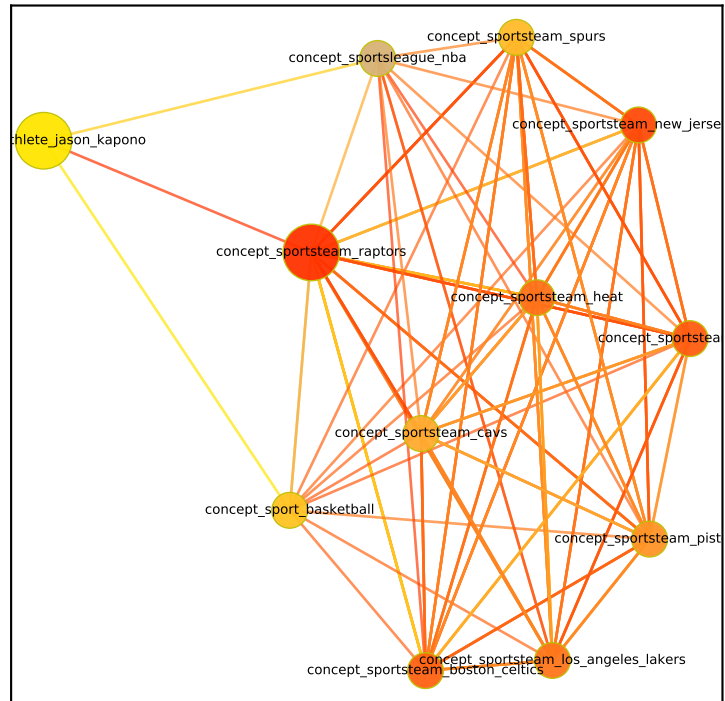 concept_sportsteam_spurs
concept_sportsleague_nba
concept_sportsteam_new_jerse
thlete_jason_kapono
concept_sportsteam_raptors
concept_sportsteam_heat
concept_sportstea
concept_sportsteam_cavs
concept_sport_basketball
concept_sportsteam_pist
concept_sportsteam_los_angeles_lakers
concept_sportsteam_boston_celtics